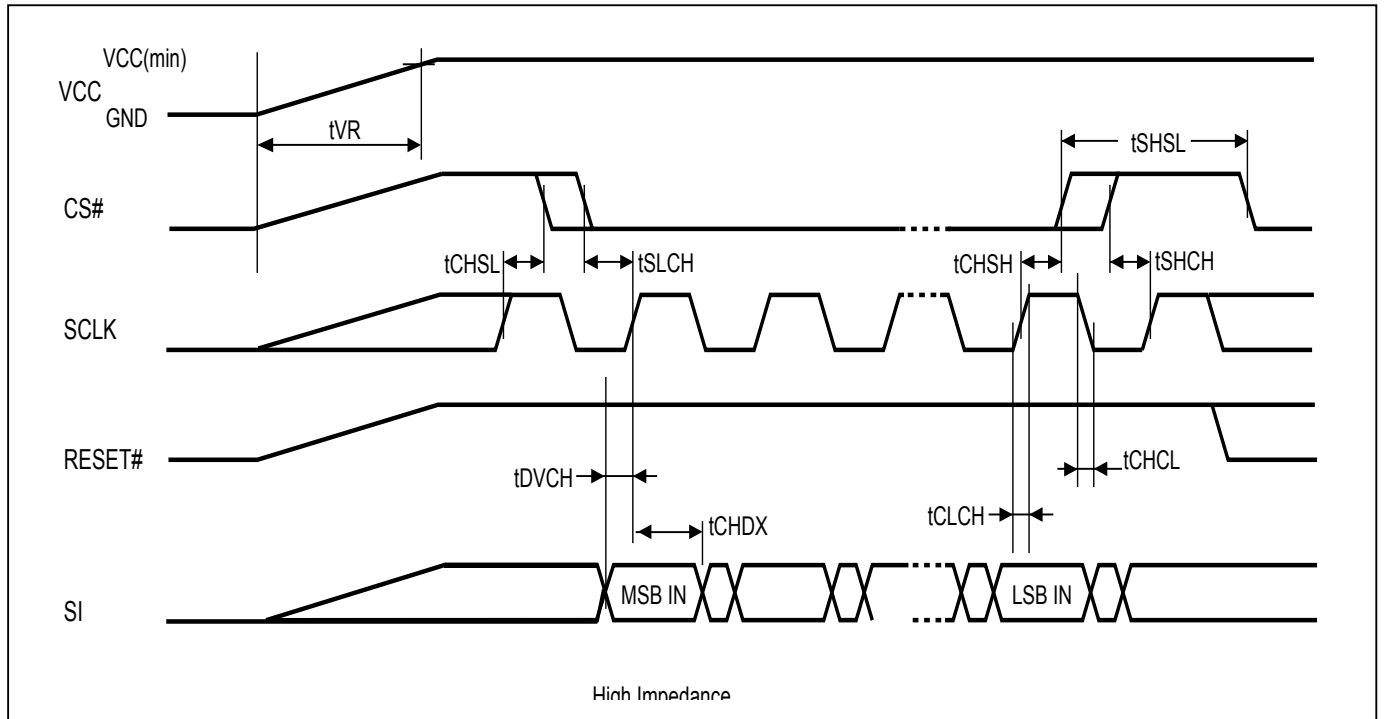 VCC(min)
VCC
GND
tVR
tSHSL
CS#
tCHSL
tSLCH
tCHSH
tSHCH
SCLK
RESET#
tDVCH
tCHCL
tCHDX
tCLCH
SI
MSB IN
LSB IN
High Impedance